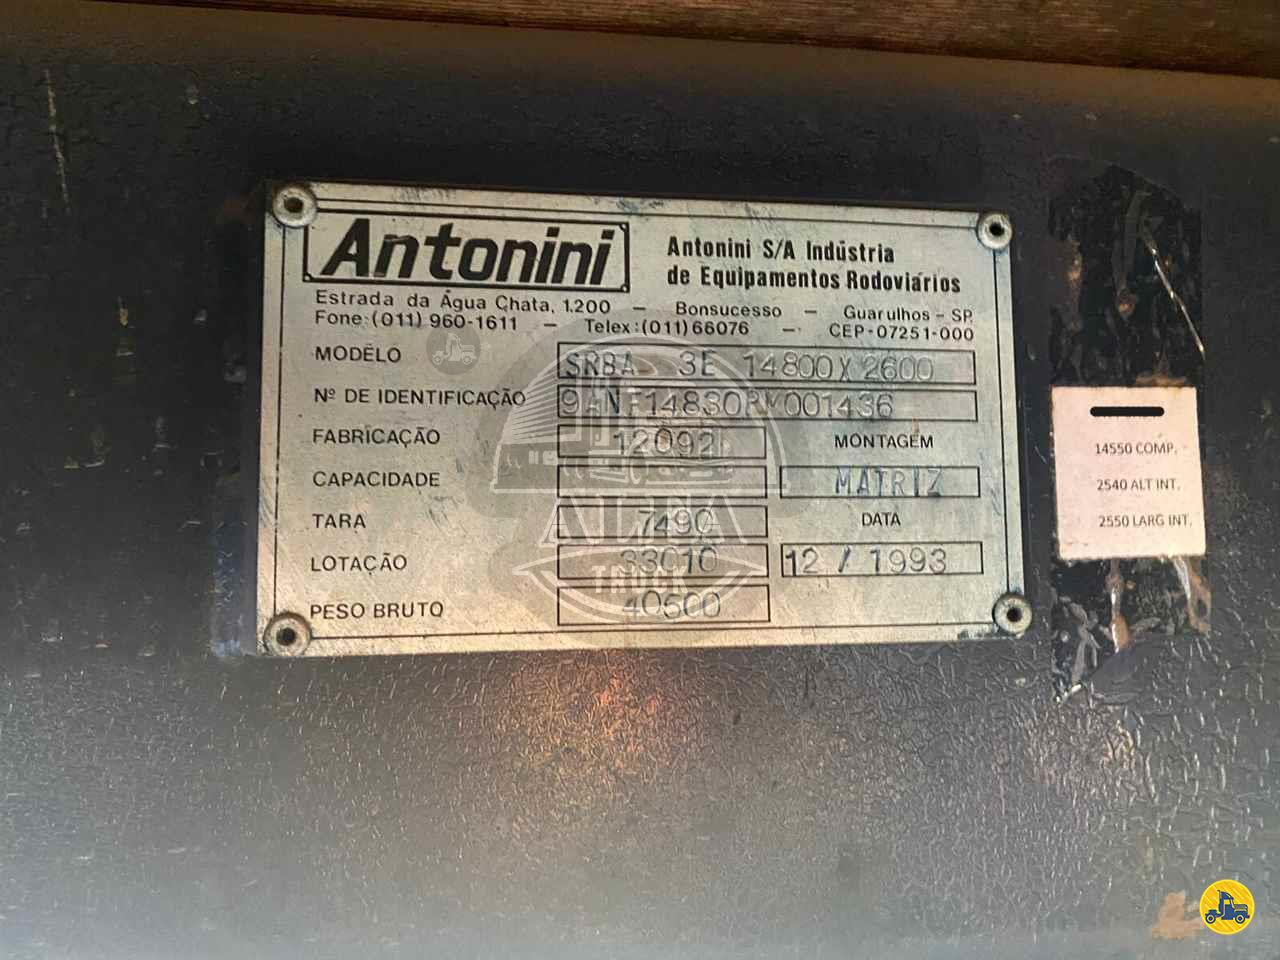 Antonini
Antonini S/A Indústria
de Equipamentos Rodoviários
Estrada da Água Chata, 1.200 — Bonsucesso — Guarulhos - SP.
Fone: (011) 960-1611 — Telex: (011) 66076 — CEP-07251-000
MODELO SRBA 3E 14800 X 2600
Nº DE IDENTIFICAÇÃO
FABRICAÇÃO 12092 MONTAGEM
CAPACIDADE MATRIZ
TARA 7490 DATA
LOTAÇÃO 33010 12 / 1993
PESO BRUTO 40500
14550 COMP.
2540 ALT INT.
2550 LARG INT.
ALTRA
TRUCK